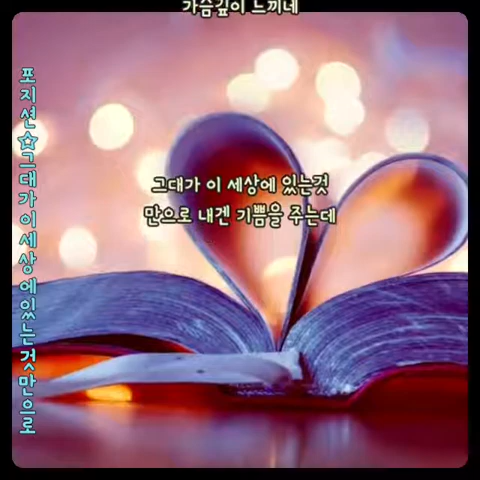 가슴깊이 느끼네
포지션☆그대가이세상에있는것만으로
그대가 이 세상에 있는것
만으로 내겐 기쁨을 주는데